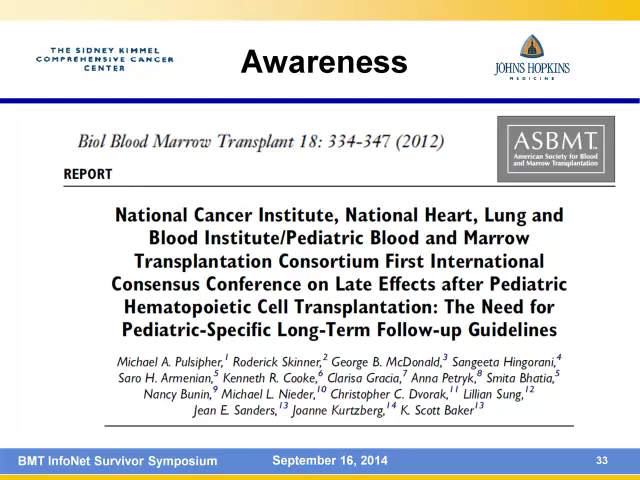 THE SIDNEY KIMMEL
COMPREHENSIVE CANCER
CENTER
Awareness
JOHNS HOPKINS
MEDICINE
Biol Blood Marrow Transplant 18: 334-347 (2012)
ASBMT™
American Society for Blood
and Marrow Transplantation
REPORT
National Cancer Institute, National Heart, Lung and
Blood Institute/Pediatric Blood and Marrow
Transplantation Consortium First International
Consensus Conference on Late Effects after Pediatric
Hematopoietic Cell Transplantation: The Need for
Pediatric-Specific Long-Term Follow-up Guidelines
Michael A. Pulsipher,1 Roderick Skinner,2 George B. McDonald,3 Sangeeta Hingorani,4
Saro H. Armenian,5 Kenneth R. Cooke,6 Clarisa Gracia,7 Anna Petryk,8 Smita Bhatia,5
Nancy Bunin,9 Michael L. Nieder,10 Christopher C. Dvorak,11 Lillian Sung,12
Jean E. Sanders,13 Joanne Kurtzberg,14 K. Scott Baker13
BMT InfoNet Survivor Symposium
September 16, 2014
33